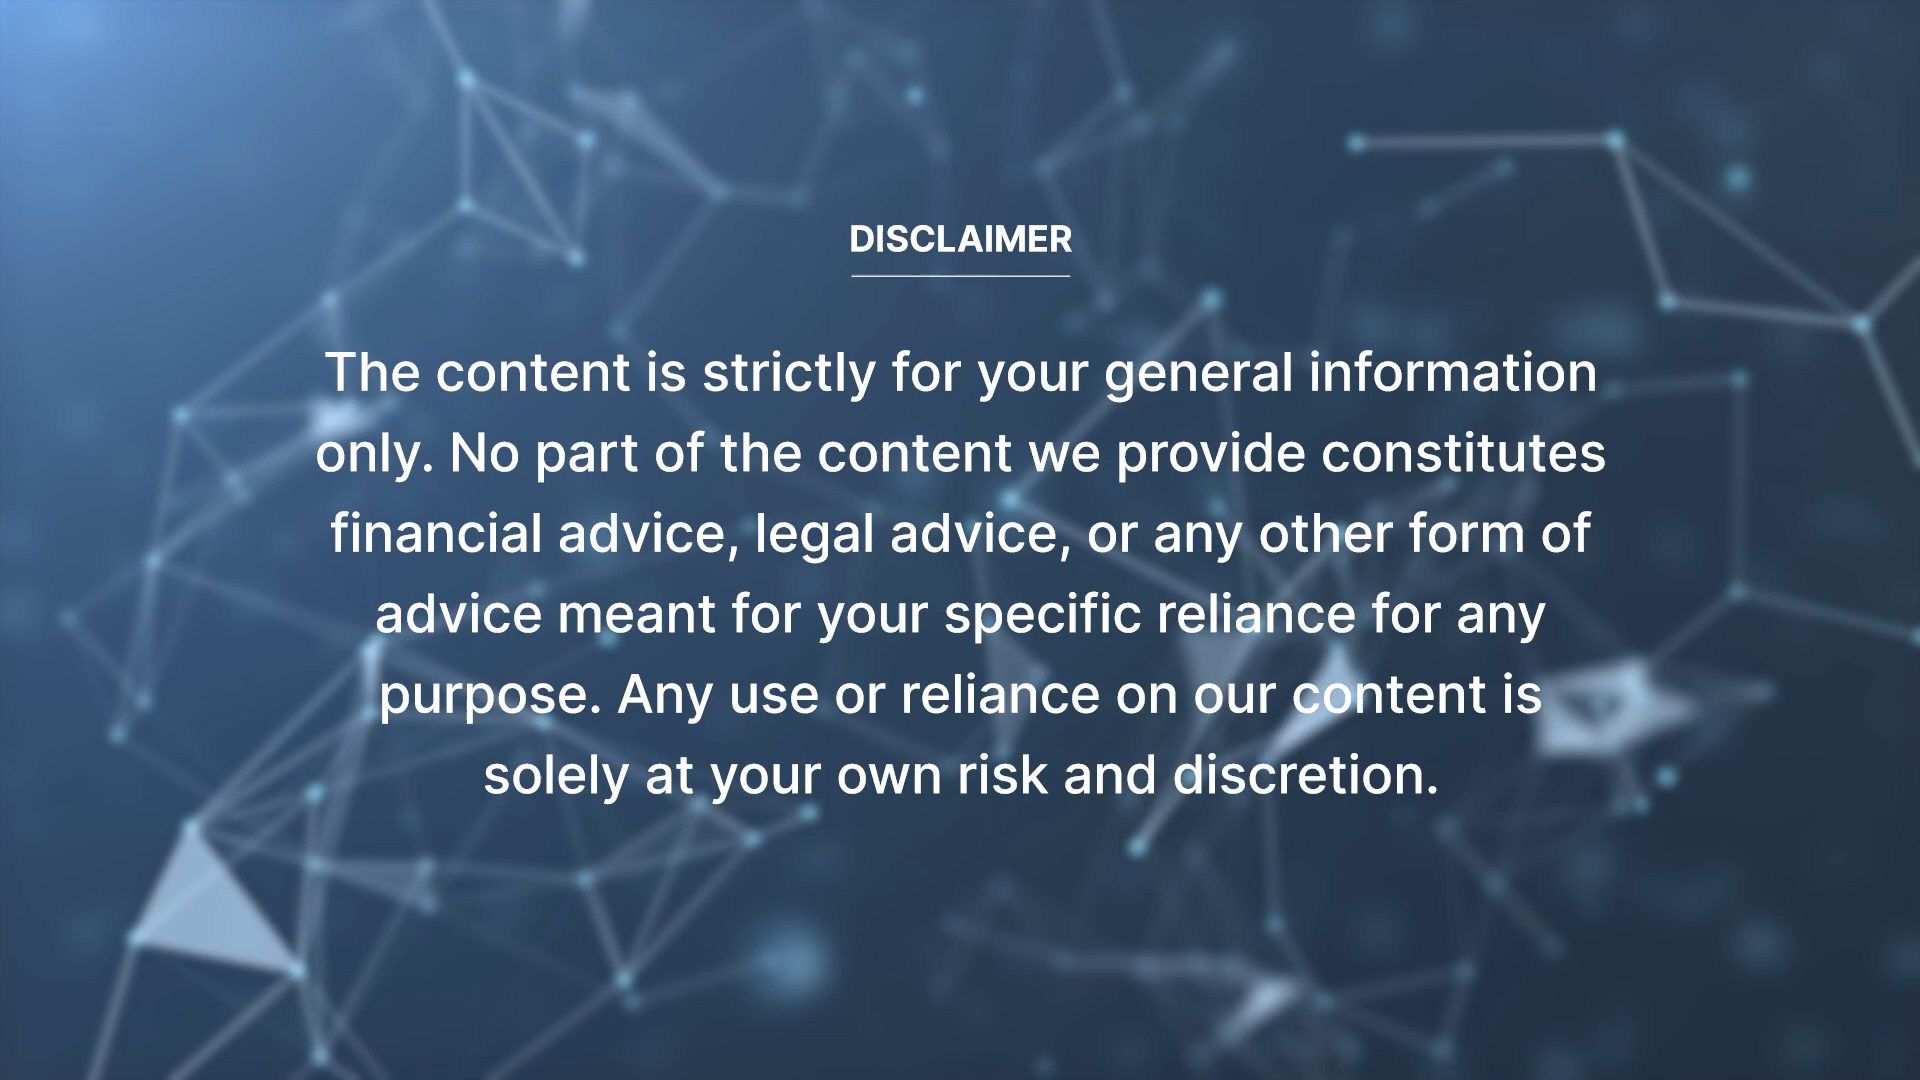 DISCLAIMER
The content is strictly for your general information
only. No part of the content we provide constitutes
financial advice, legal advice, or any other form of
advice meant for your specific reliance for any
purpose. Any use or reliance on our content is
solely at your own risk and discretion.